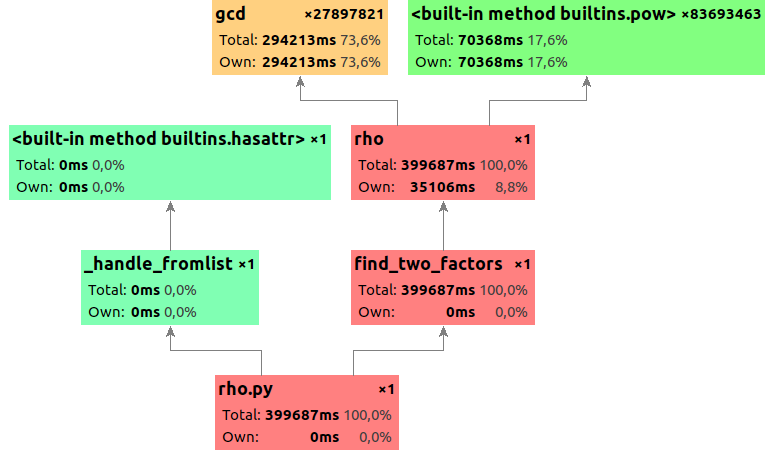 gcd ×27897821
Total: 294213ms 73,6%
Own: 294213ms 73,6%
<built-in method builtins.pow> ×83693463
Total: 70368ms 17,6%
Own: 70368ms 17,6%
<built-in method builtins.hasattr> ×1
Total: 0ms 0,0%
Own: 0ms 0,0%
rho ×1
Total: 399687ms 100,0%
Own: 35106ms 8,8%
_handle_fromlist ×1
Total: 0ms 0,0%
Own: 0ms 0,0%
find_two_factors ×1
Total: 399687ms 100,0%
Own: 0ms 0,0%
rho.py ×1
Total: 399687ms 100,0%
Own: 0ms 0,0%